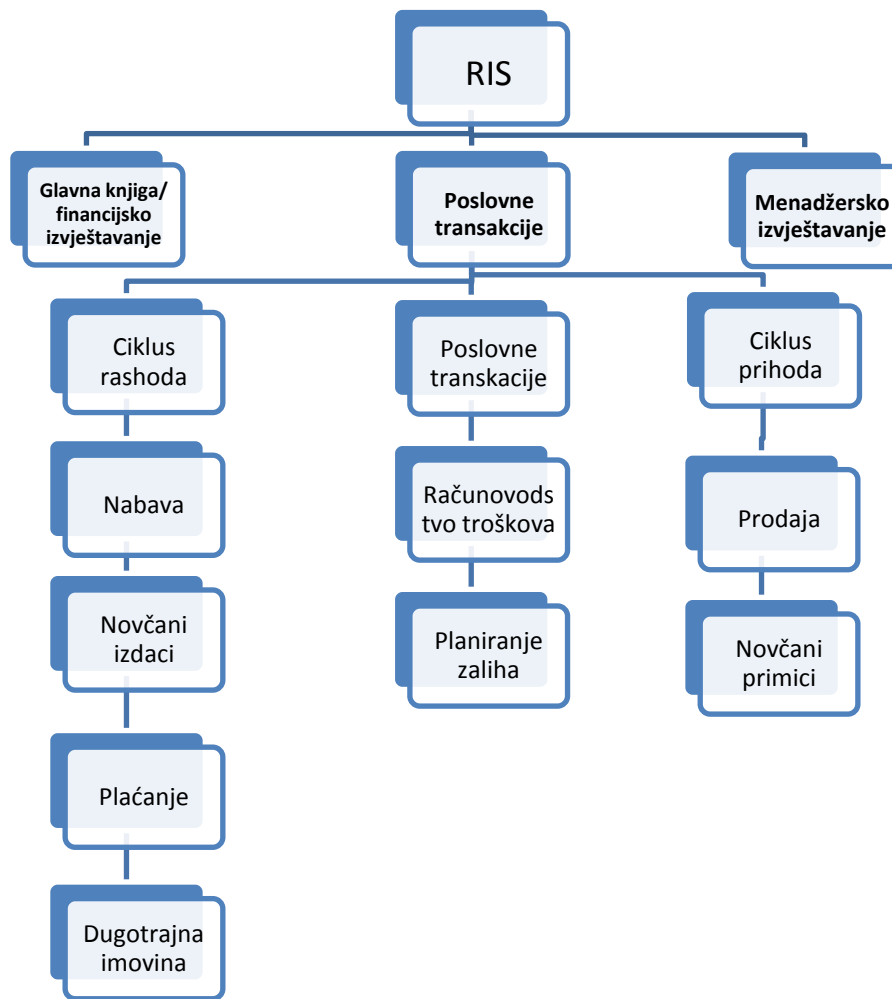 RIS
Glavna knjiga/
financijsko
izvještavanje
Poslovne
transakcije
Menadžersko
izvještavanje
Ciklus
rashoda
Poslovne
transkacije
Ciklus
prihoda
Nabava
Računovods
tvo troškova
Prodaja
Novčani
izdaci
Planiranje
zaliha
Novčani
primici
Plaćanje
Dugotrajna
imovina